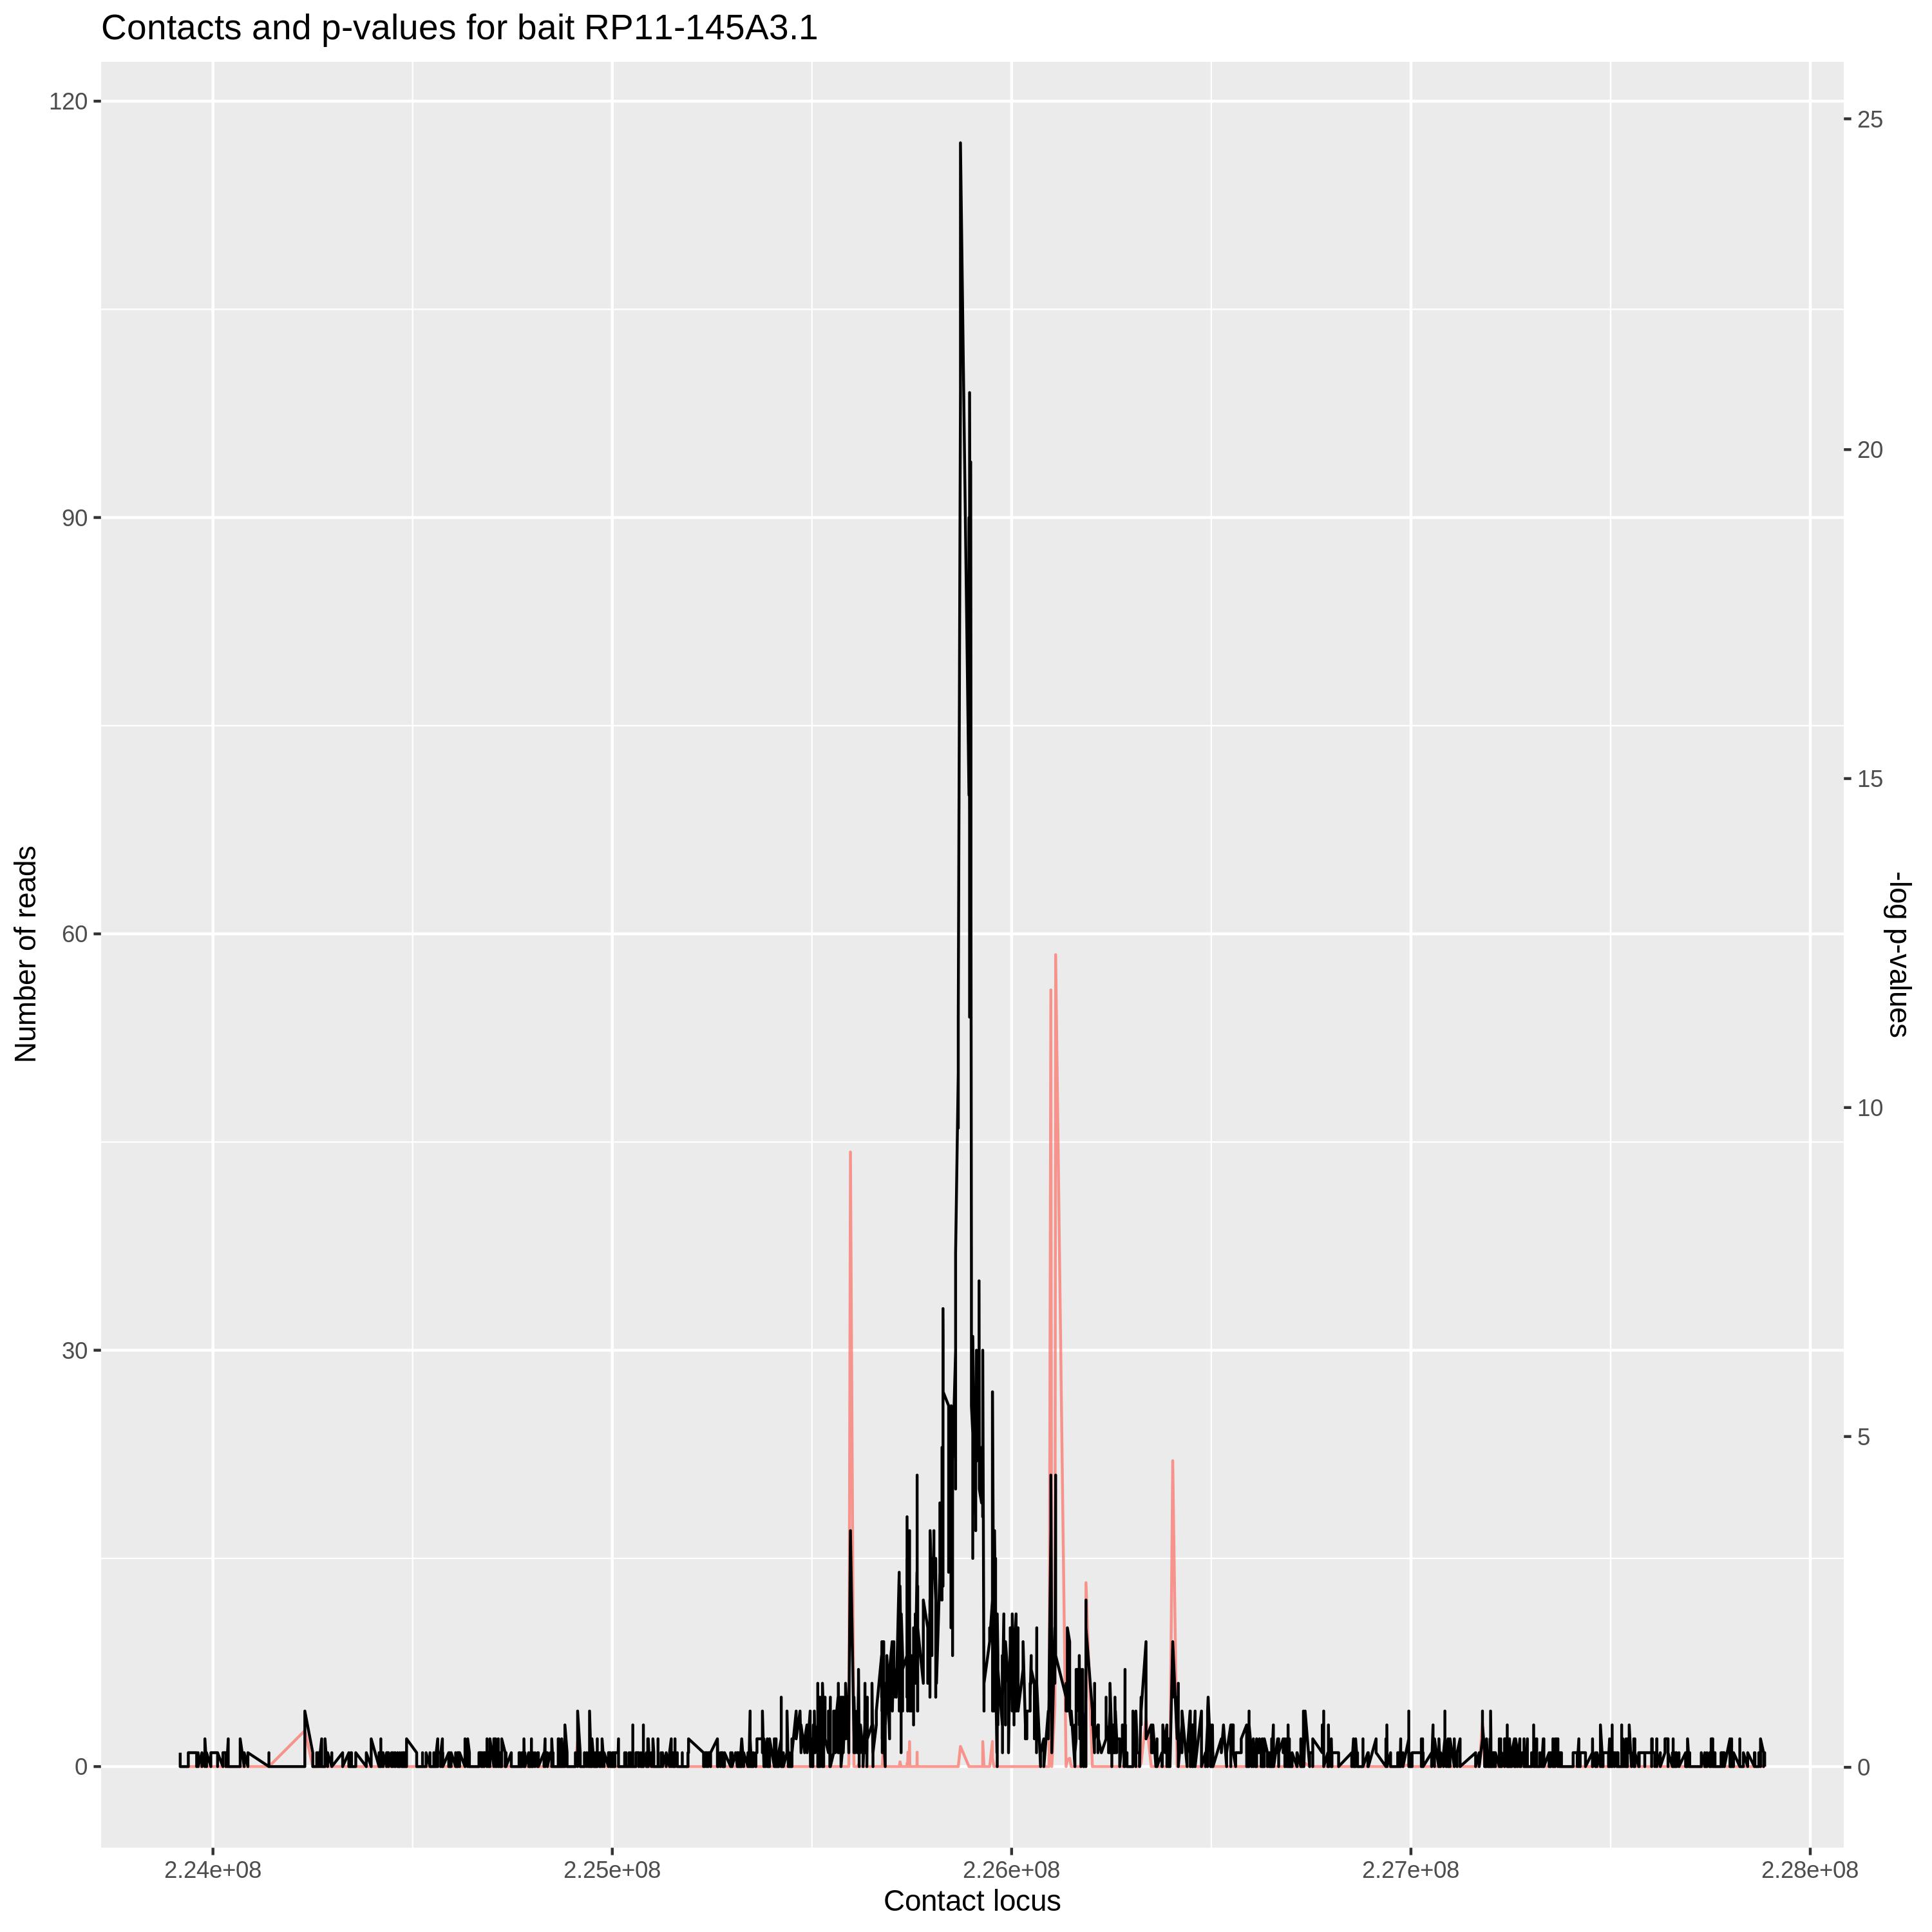 Contacts and p-values for bait RP11-145A3.1
120
90
60
30
0
Number of reads
25
20
15
10
5
0
-log p-values
2.24e+08 2.25e+08 2.26e+08 2.27e+08 2.28e+08
Contact locus